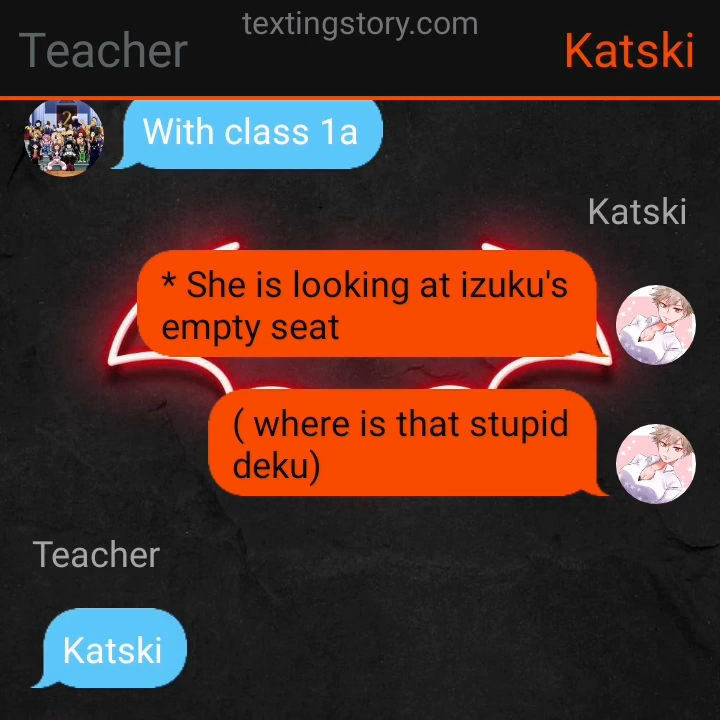 textingstory.com
Teacher
Katski
With class 1a
Katski
* She is looking at izuku's
empty seat
( where is that stupid
deku)
Teacher
Katski